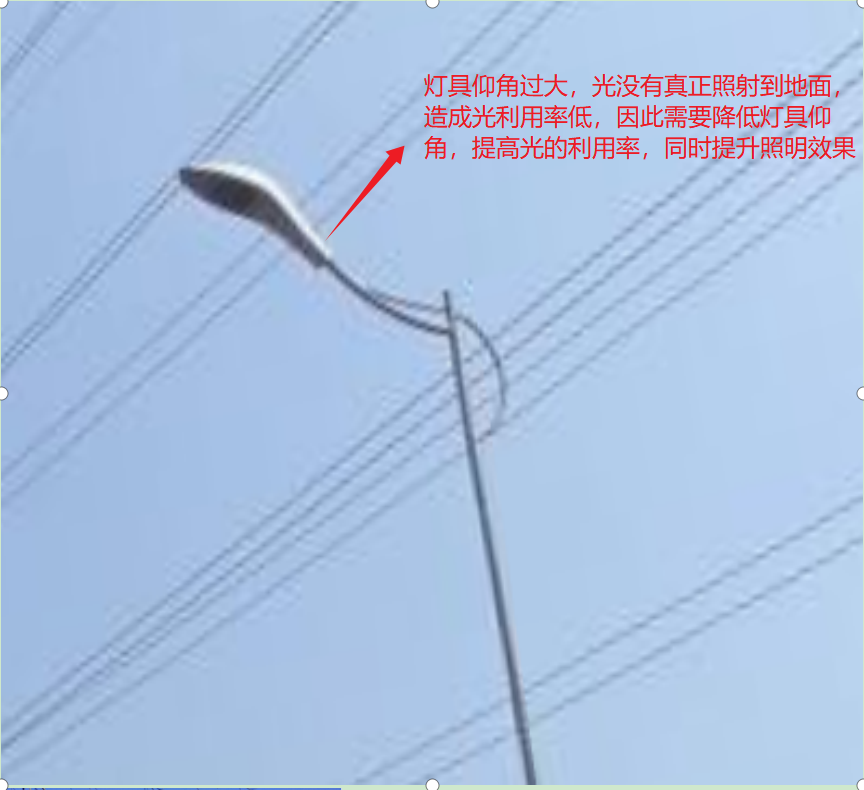 灯具仰角过大，光没有真正照射到地面，
造成光利用率低，因此需要降低灯具仰
角，提高光的利用率，同时提升照明效果